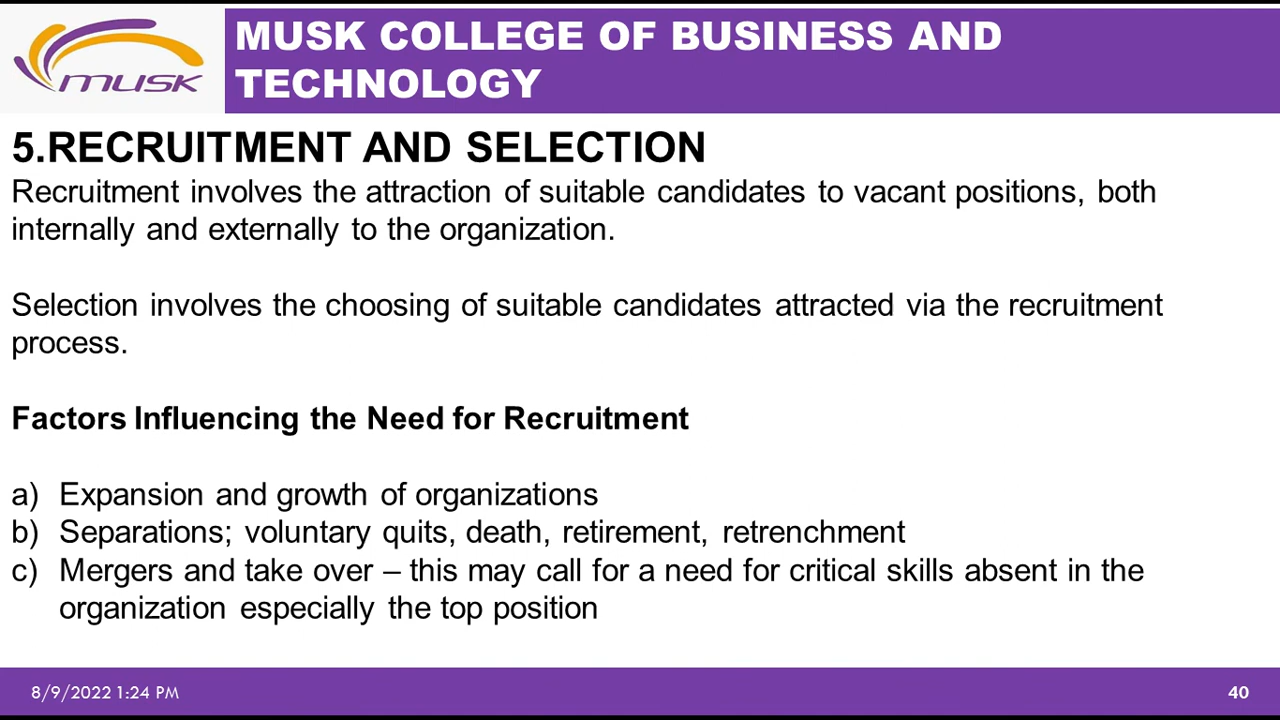 musk
MUSK COLLEGE OF BUSINESS AND
TECHNOLOGY
5.RECRUITMENT AND SELECTION
Recruitment involves the attraction of suitable candidates to vacant positions, both
internally and externally to the organization.
Selection involves the choosing of suitable candidates attracted via the recruitment
process.
Factors Influencing the Need for Recruitment
a) Expansion and growth of organizations
b) Separations; voluntary quits, death, retirement, retrenchment
c) Mergers and take over – this may call for a need for critical skills absent in the
organization especially the top position
8/9/2022 1:24 PM
40